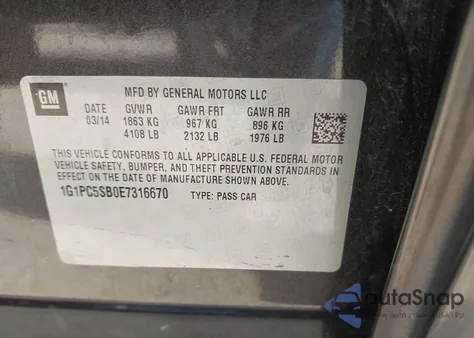 GM
MFD BY GENERAL MOTORS LLC
DATE GVWR GAWR FRT GAWR RR
03/14 1863 KG 967 KG 896 KG
4108 LB 2132 LB 1976 LB
THIS VEHICLE CONFORMS TO ALL APPLICABLE U.S. FEDERAL MOTOR
VEHICLE SAFETY, BUMPER, AND THEFT PREVENTION STANDARDS
IN EFFECT ON THE DATE OF MANUFACTURE SHOWN ABOVE.
1G1PC5SB0E7316670 TYPE: PASS CAR
autaSnap